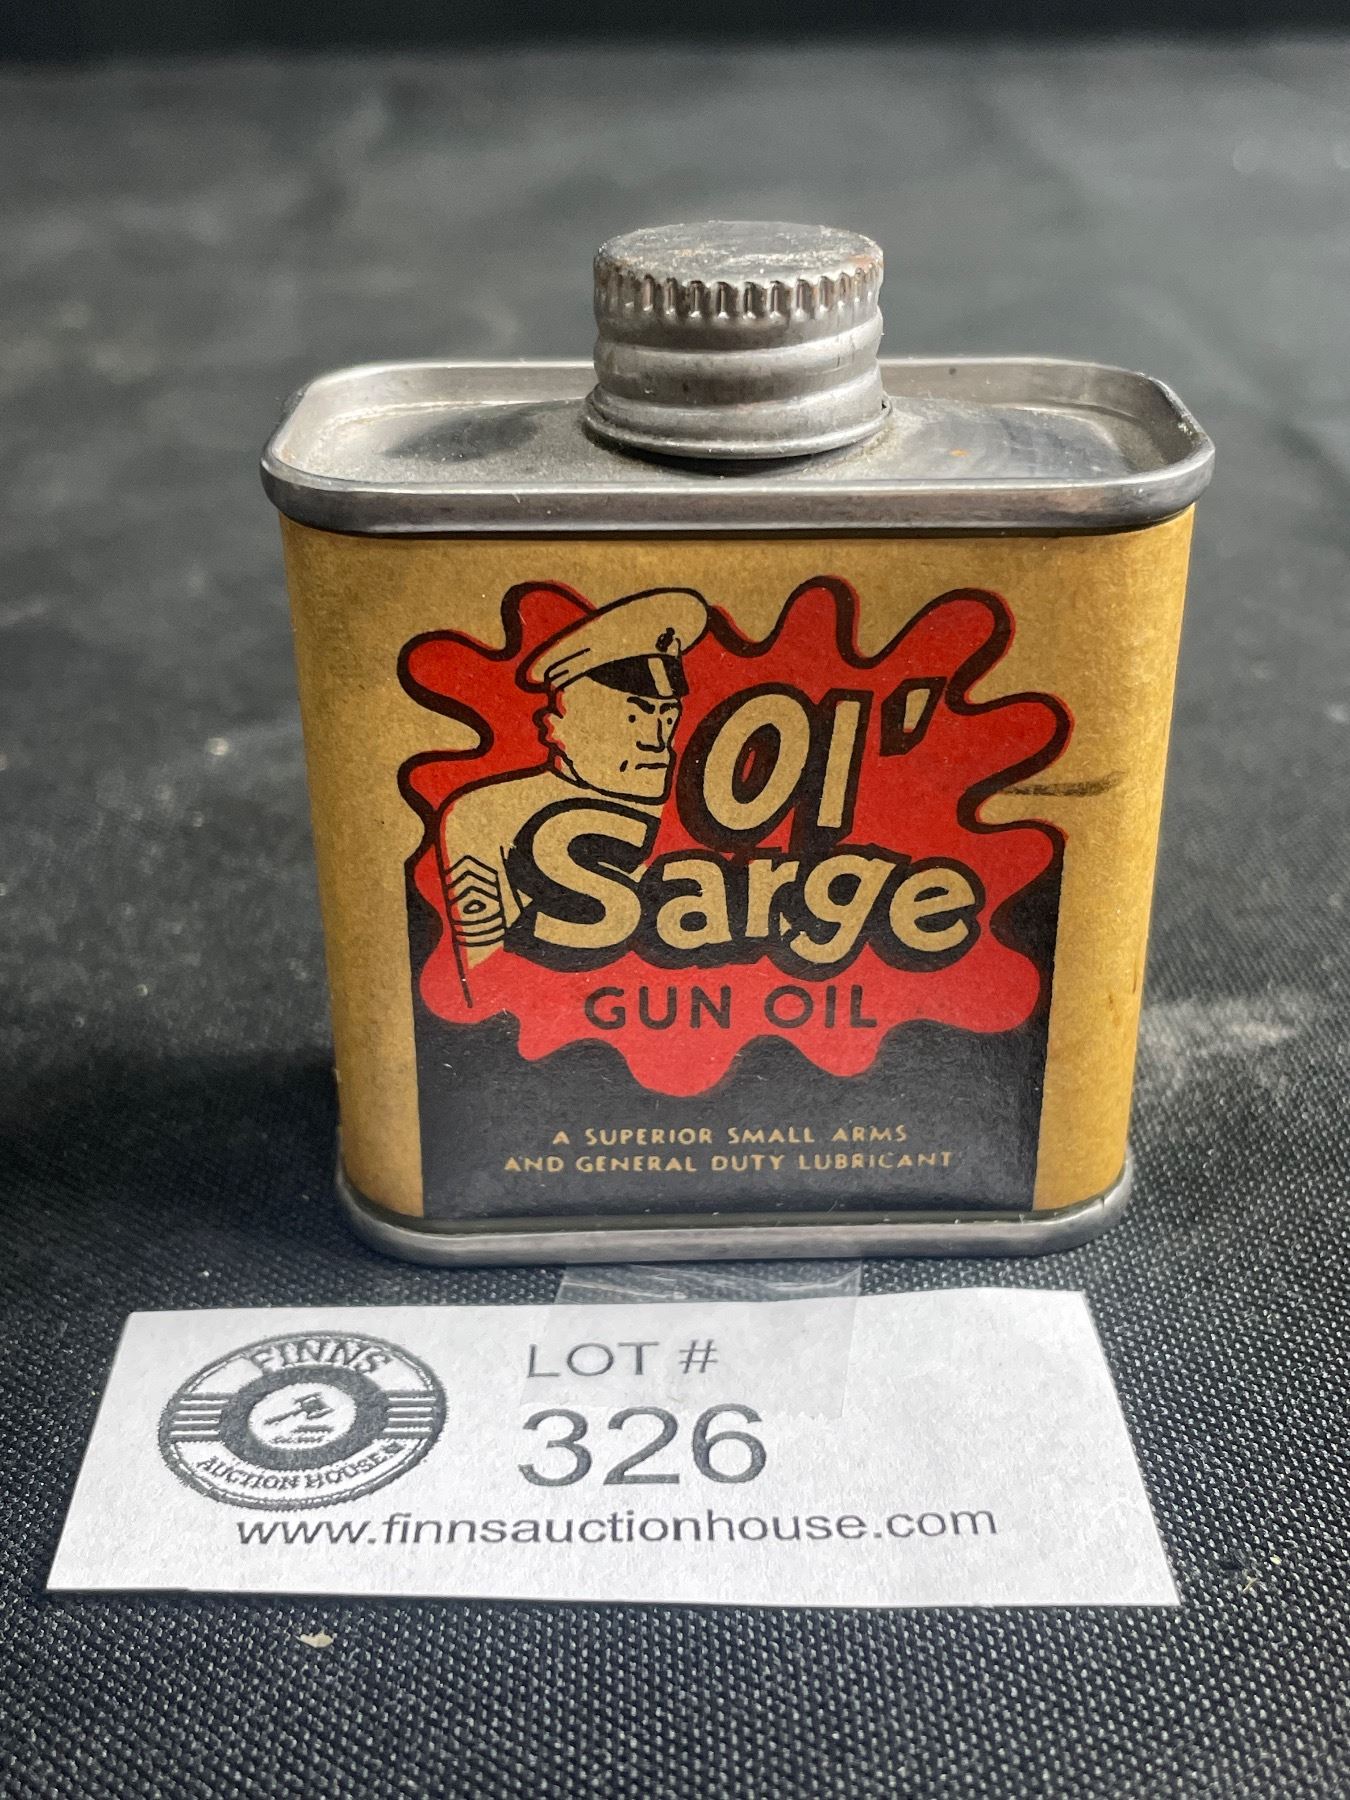 Ol'
Sarge
GUN OIL
A SUPERIOR SMALL ARMS
AND GENERAL DUTY LUBRICANT
FINNS
AUCTION HOUSE
LOT #
326
www.finnsauctionhouse.com